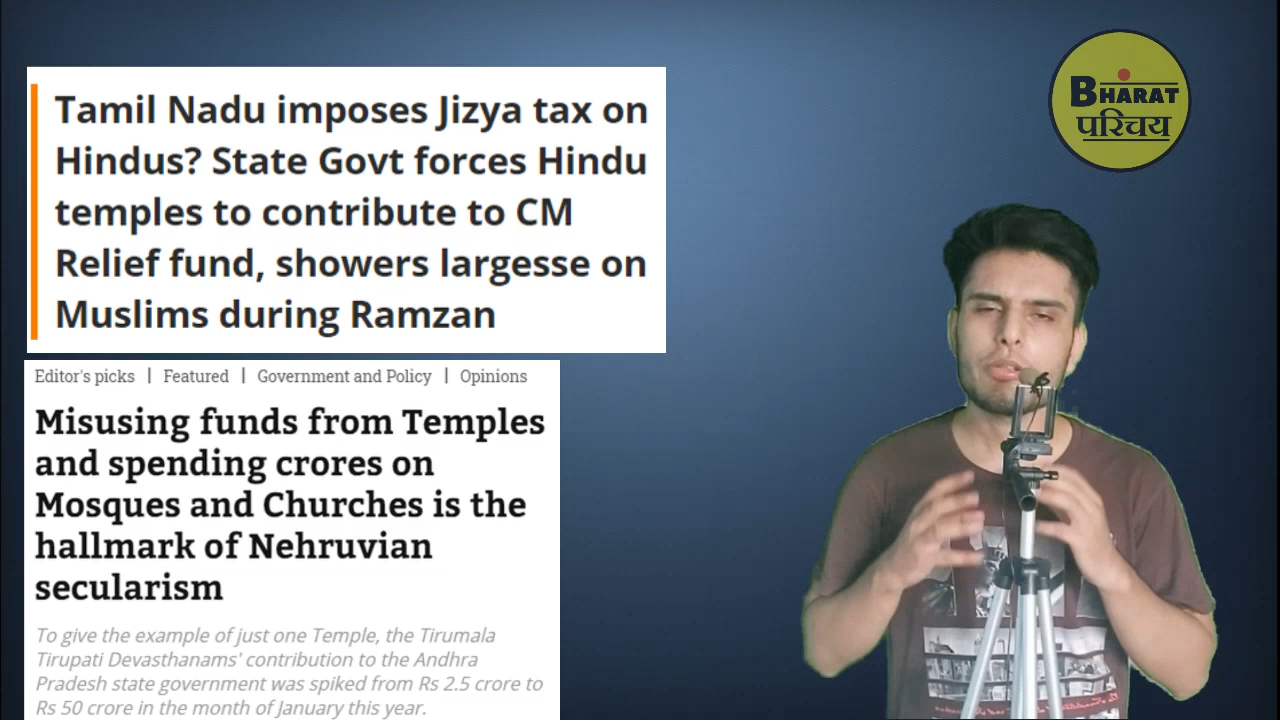 Tamil Nadu imposes Jizya tax on
Hindus? State Govt forces Hindu
temples to contribute to CM
Relief fund, showers largesse on
Muslims during Ramzan
Editor's picks | Featured | Government and Policy | Opinions
Misusing funds from Temples
and spending crores on
Mosques and Churches is the
hallmark of Nehruvian
secularism
To give the example of just one Temple, the Tirumala
Tirupati Devasthanams' contribution to the Andhra
Pradesh state government was spiked from Rs 2.5 crore to
Rs 50 crore in the month of January this year.
BHARAT
परिचय